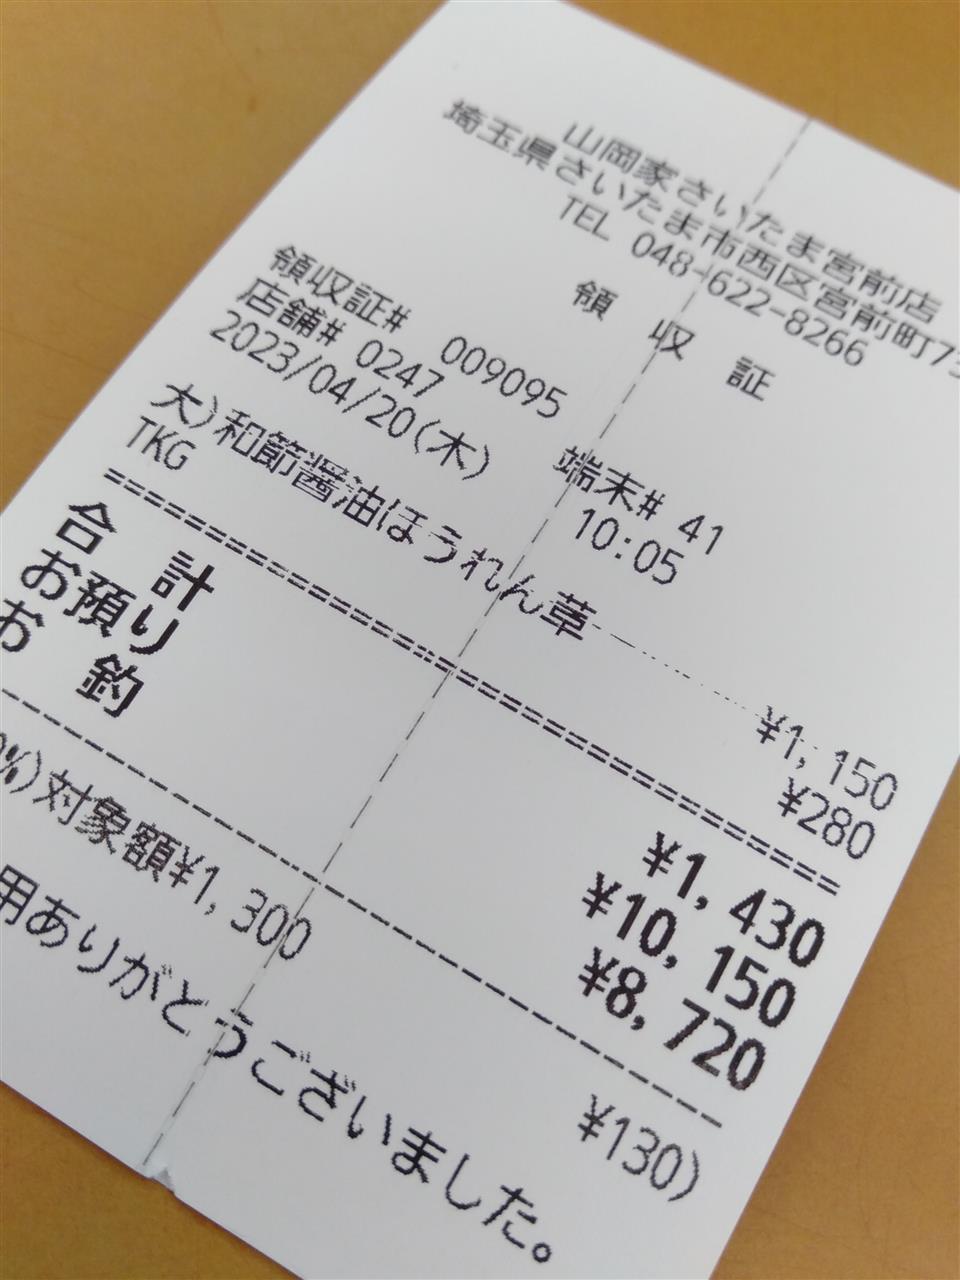 山岡家さいたま宮前店
埼玉県さいたま市西区宮前町73
TEL 048-622-8266
領 収 証
領収証# 009095
店舗# 0247 端末# 41
2023/04/20(木) 10:05
大)和節醤油ほうれん草 ¥1,150
TKG ¥280
合 計 ¥1,430
お預り ¥10,150
お 釣 ¥8,720
%)対象額¥1,300 ¥130)
用ありがとうございました。